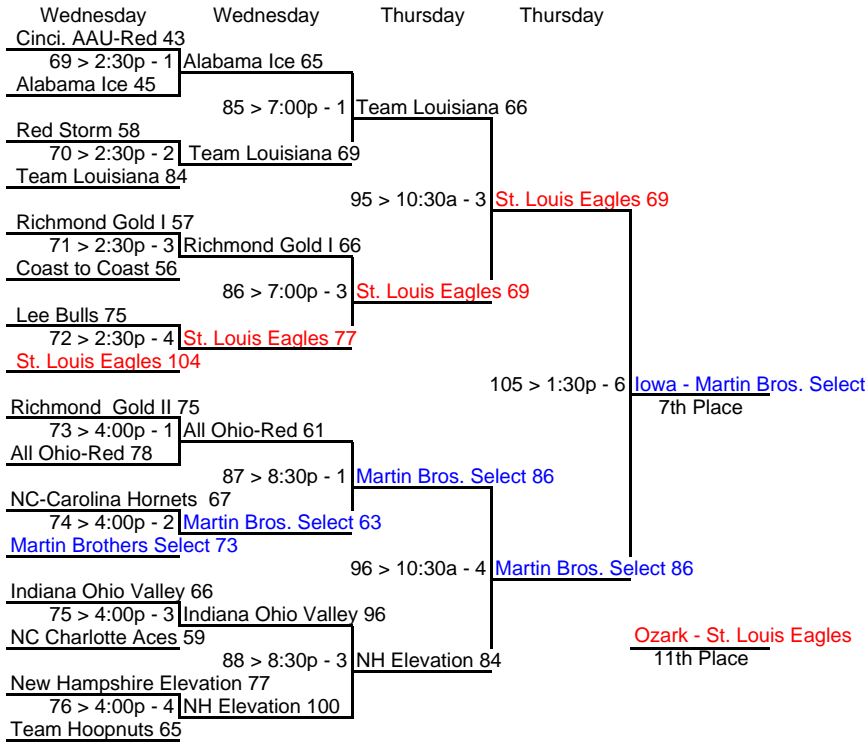 Wednesday Wednesday Thursday Thursday
Cinci. AAU-Red 43
69 > 2:30p - 1 Alabama Ice 65
Alabama Ice 45
85 > 7:00p - 1 Team Louisiana 66
Red Storm 58
70 > 2:30p - 2 Team Louisiana 69
Team Louisiana 84
95 > 10:30a - 3 St. Louis Eagles 69
Richmond Gold I 57
71 > 2:30p - 3 Richmond Gold I 66
Coast to Coast 56
86 > 7:00p - 3 St. Louis Eagles 69
Lee Bulls 75
72 > 2:30p - 4 St. Louis Eagles 77
St. Louis Eagles 104
105 > 1:30p - 6 Iowa - Martin Bros. Select
Richmond Gold II 75 7th Place
73 > 4:00p - 1 All Ohio-Red 61
All Ohio-Red 78
87 > 8:30p - 1 Martin Bros. Select 86
NC-Carolina Hornets 67
74 > 4:00p - 2 Martin Bros. Select 63
Martin Brothers Select 73
96 > 10:30a - 4 Martin Bros. Select 86
Indiana Ohio Valley 66
75 > 4:00p - 3 Indiana Ohio Valley 96
NC Charlotte Aces 59 Ozark - St. Louis Eagles
88 > 8:30p - 3 NH Elevation 84 11th Place
New Hampshire Elevation 77
76 > 4:00p - 4 NH Elevation 100
Team Hoopnuts 65